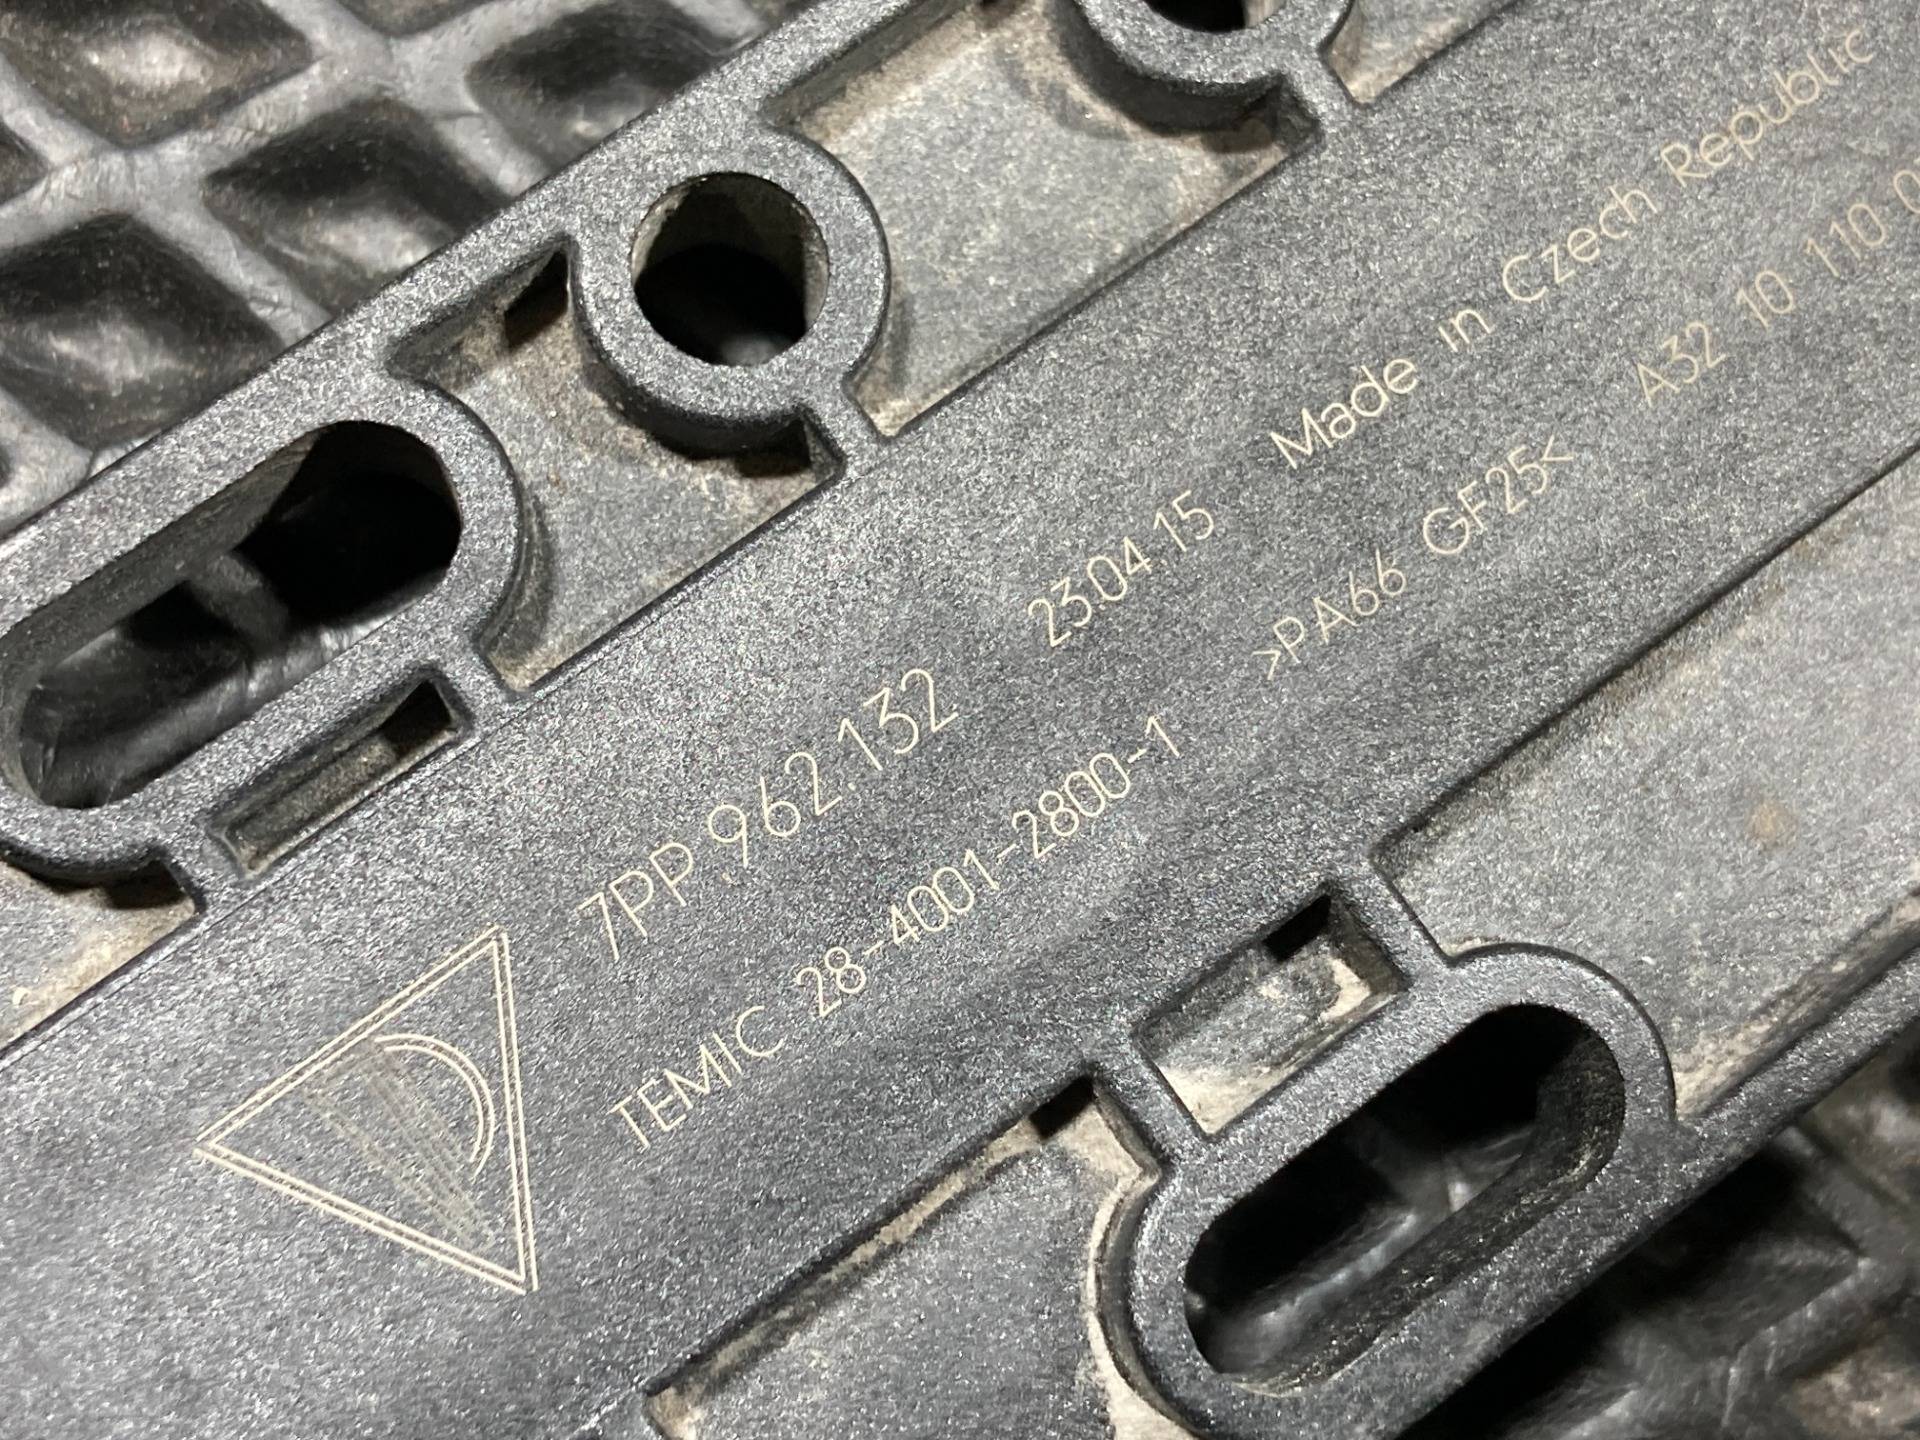 7PP 962.132 23.04.15 Made in Czech Republic
TEMIC 28-4001-2800-1 >PA66 GF25< A32 10 110